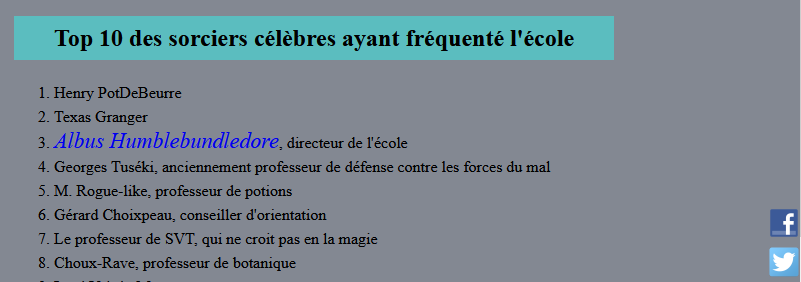 Top 10 des sorciers célèbres ayant fréquenté l'école
1. Henry PotDeBeurre
2. Texas Granger
3. Albus Humblebundledore, directeur de l'école
4. Georges Tuséki, anciennement professeur de défense contre les forces du mal
5. M. Rogue-like, professeur de potions
6. Gérard Choixpeau, conseiller d'orientation
7. Le professeur de SVT, qui ne croit pas en la magie
8. Choux-Rave, professeur de botanique